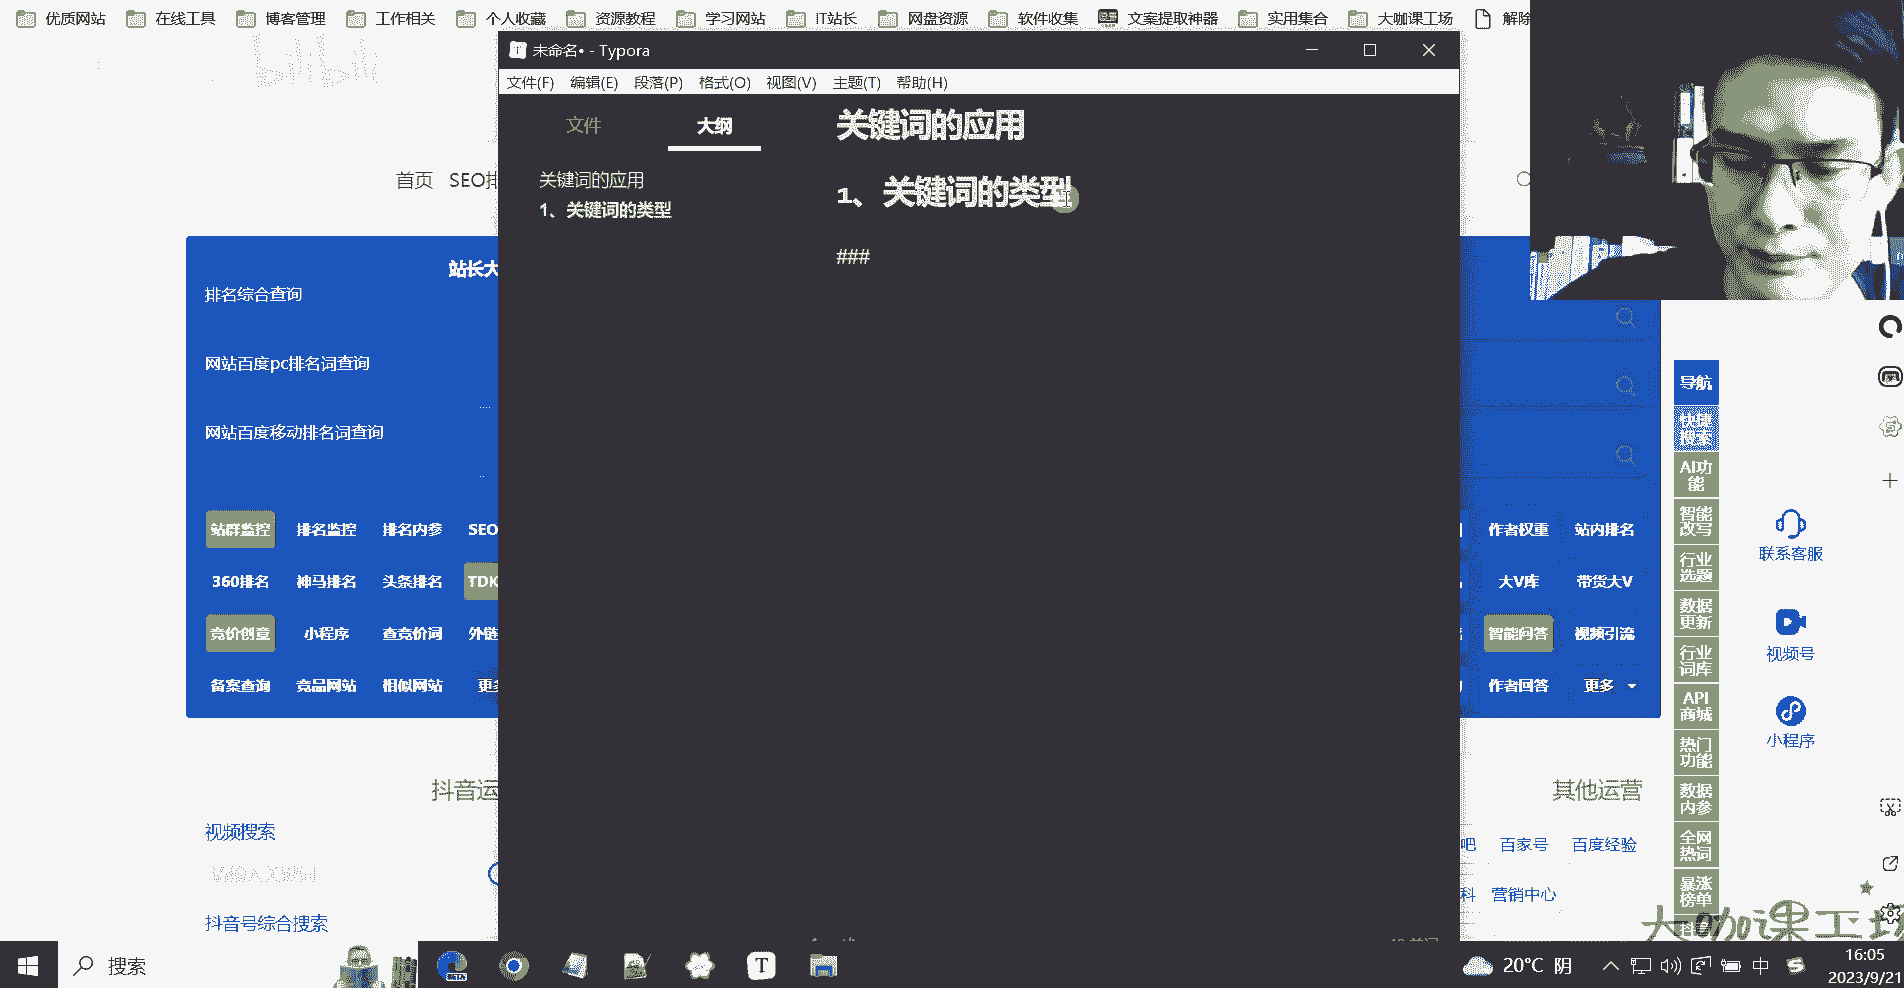 优质网站 在线工具 博客管理 工作相关 个人收藏 资源教程 学习网站 IT站长 网盘资源 软件收集 文案提取神器 实用集合 大咖课工场 解除
bilibili
未命名• - Typora
文件(F) 编辑(E) 段落(P) 格式(O) 视图(V) 主题(T) 帮助(H)
文件 大纲
关键词的应用
1、关键词的类型
关键词的应用
1、关键词的类型
###
首页 SEO排
站长大
排名综合查询
网站百度pc排名词查询
网站百度移动排名词查询
站群监控 排名监控 排名内参 SEO
360排名 神马排名 头条排名 TDK
竞价创意 小程序 查竞价词 外链
备案查询 竞品网站 相似网站 更多
作者权重 站内排名
大V库 带货大V
智能问答 视频引流
作者回答 更多
导航
快捷搜索
AI功能
智能改写
行业选题
数据更新
行业词库
API商城
热门功能
数据内参
全网热词
暴涨榜单
抖音
联系客服
视频号
小程序
抖音运
视频搜索
抖音号综合搜索
其他运营
吧 百家号 百度经验
科 营销中心
大咖课工场
搜索
BETA
T
20°C 阴
中
16:05
2023/9/21